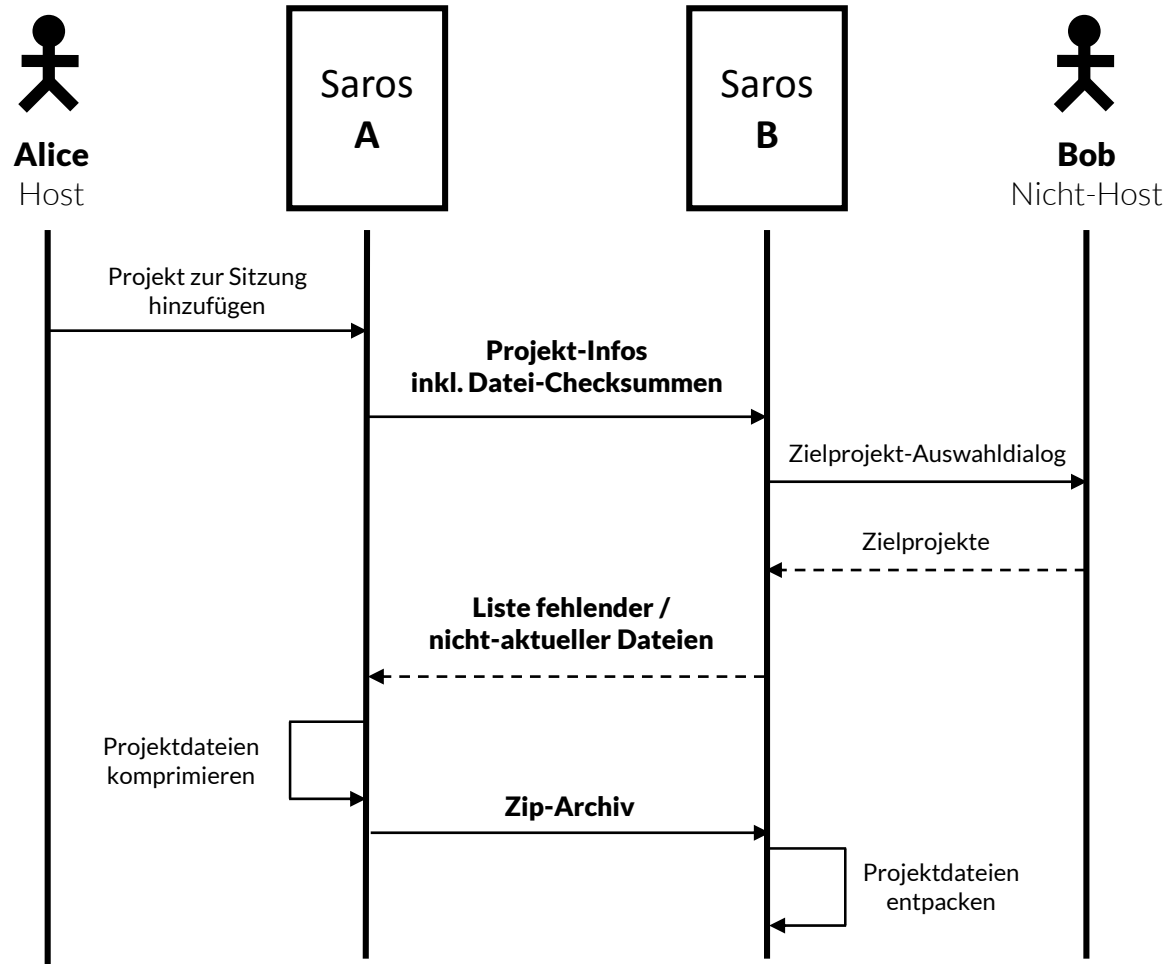 Saros
A
Saros
B
Alice
Host
Bob
Nicht-Host
Projekt zur Sitzung
hinzufügen
Projekt-Infos
inkl. Datei-Checksummen
Zielprojekt-Auswahldialog
Zielprojekte
Liste fehlender /
nicht-aktueller Dateien
Projektdateien
komprimieren
Zip-Archiv
Projektdateien
entpacken